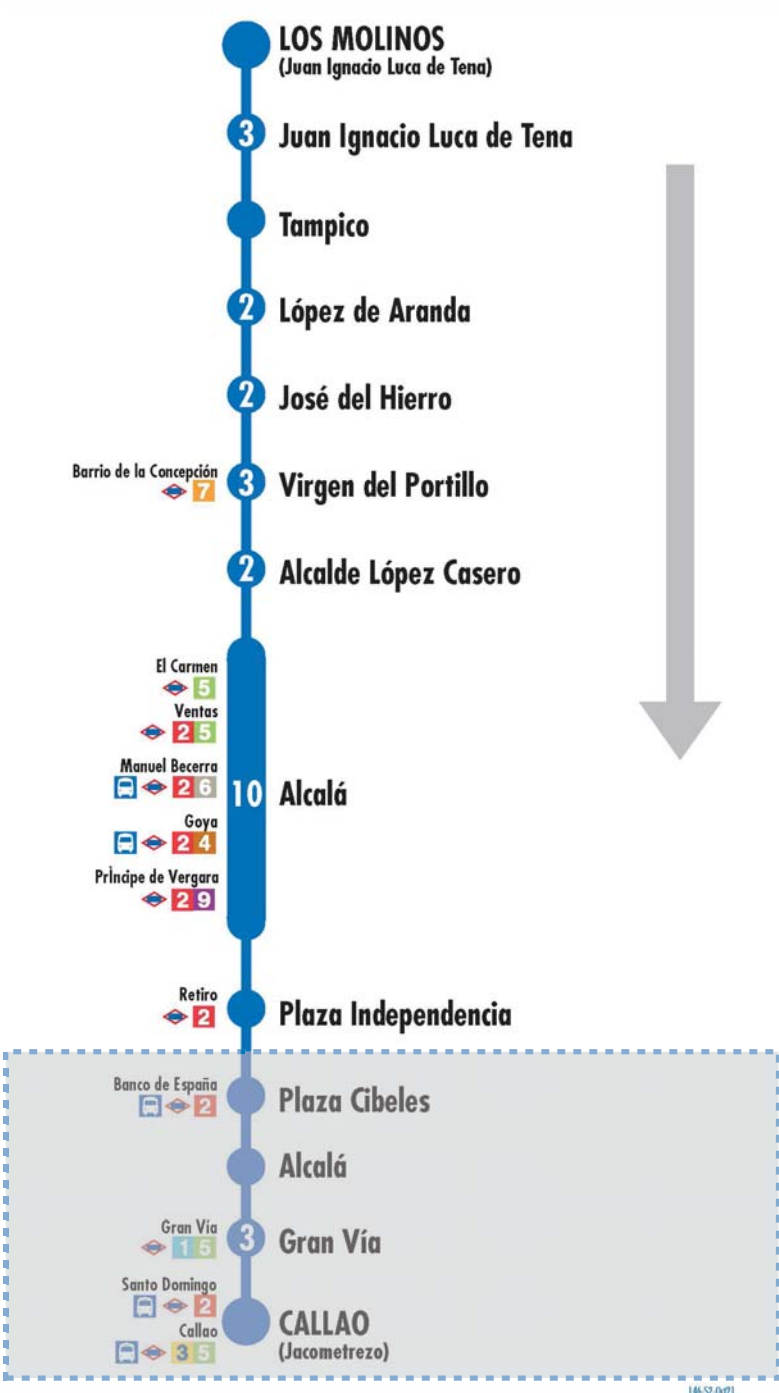 LOS MOLINOS
(Juan Ignacio Luca de Tena)
3 Juan Ignacio Luca de Tena
Tampico
2 López de Aranda
2 José del Hierro
Barrio de la Concepción
7
3 Virgen del Portillo
2 Alcalde López Casero
El Carmen
5
Ventas
2 5
Manuel Becerra
2 6
Goya
2 4
Prìncipe de Vergara
2 9
10 Alcalá
Retiro
2
Plaza Independencia
Banco de España
2
Plaza Cibeles
Alcalá
Gran Vía
1 5
3 Gran Vía
Santo Domingo
2
Callao
3 5
CALLAO
(Jacometrezo)